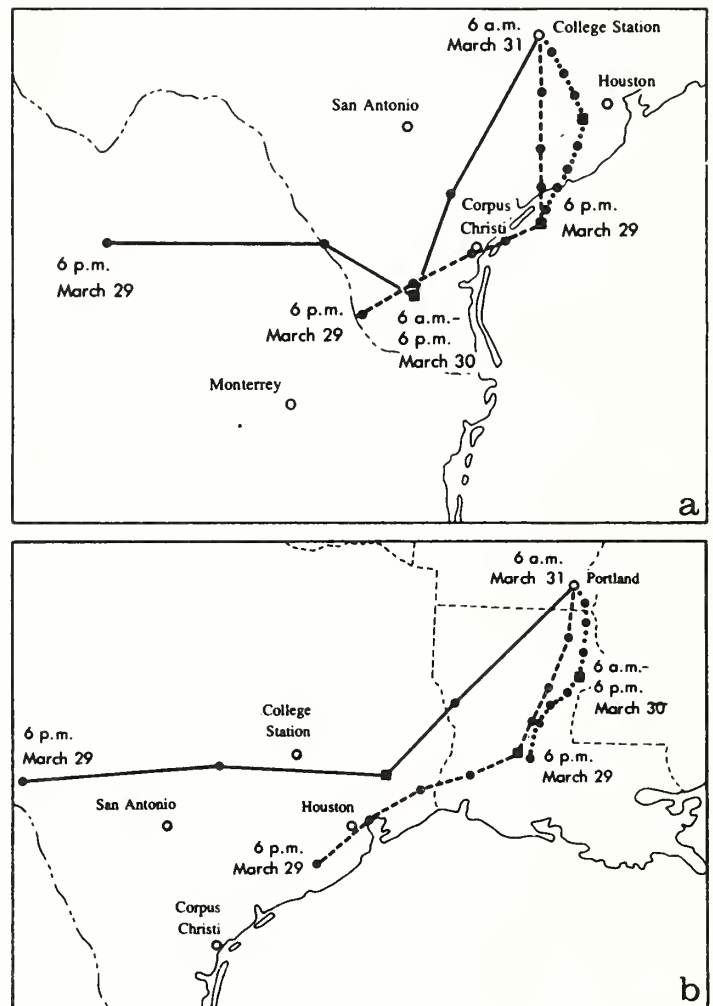 6 a.m.
March 31
College Station
Houston
San Antonio
Corpus
Christi
6 p.m.
March 29
6 p.m.
March 29
6 p.m.
March 29
6 a.m.-
6 p.m.
March 30
Monterrey
a
6 a.m.
March 31
Portland
6 a.m.-
6 p.m.
March 30
College
Station
6 p.m.
March 29
6 p.m.
March 29
San Antonio
Houston
6 p.m.
March 29
Corpus
Christi
b